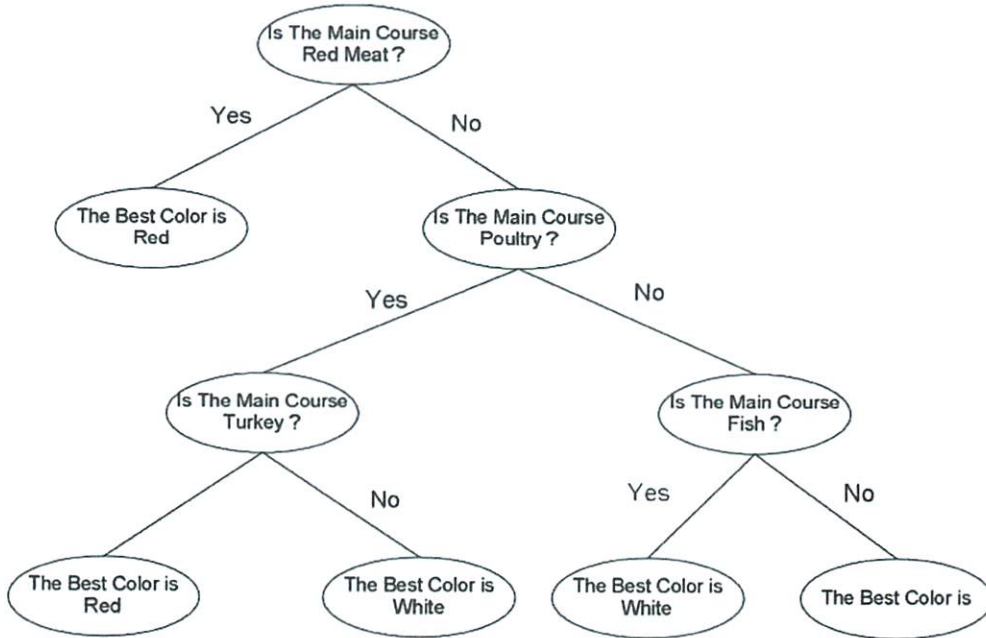 Is The Main Course
Red Meat ?
Yes
No
The Best Color is
Red
Is The Main Course
Poultry ?
Yes
No
Is The Main Course
Turkey ?
Is The Main Course
Fish ?
No
Yes
No
The Best Color is
Red
The Best Color is
White
The Best Color is
White
The Best Color is